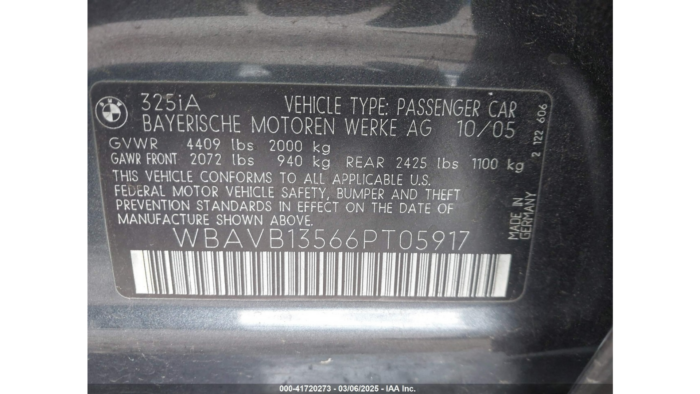 BMW
325iA VEHICLE TYPE: PASSENGER CAR
BAYERISCHE MOTOREN WERKE AG 10/05
GVWR 4409 lbs 2000 kg
GAWR FRONT 2072 lbs 940 kg REAR 2425 lbs 1100 kg
THIS VEHICLE CONFORMS TO ALL APPLICABLE U.S.
FEDERAL MOTOR VEHICLE SAFETY, BUMPER AND THEFT
PREVENTION STANDARDS IN EFFECT ON THE DATE OF
MANUFACTURE SHOWN ABOVE.
WBAVB13566PT05917
MADE IN
GERMANY
2 122 606
000-41720273 - 03/06/2025 - IAA Inc.